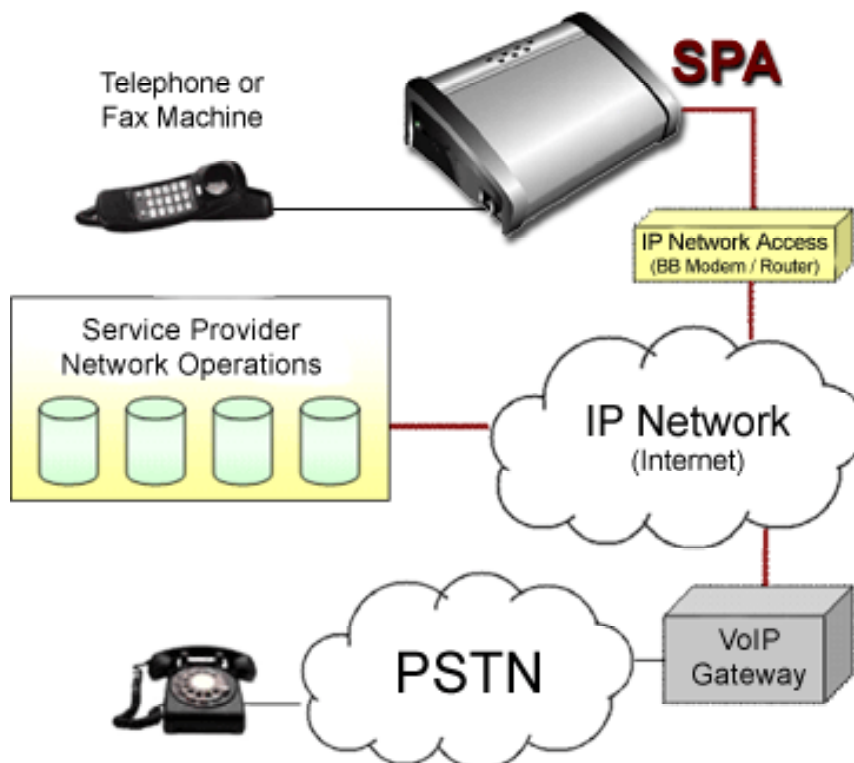 SPA
Telephone or
Fax Machine
IP Network Access
(BB Modem / Router)
Service Provider
Network Operations
IP Network
(Internet)
VoIP
Gateway
PSTN